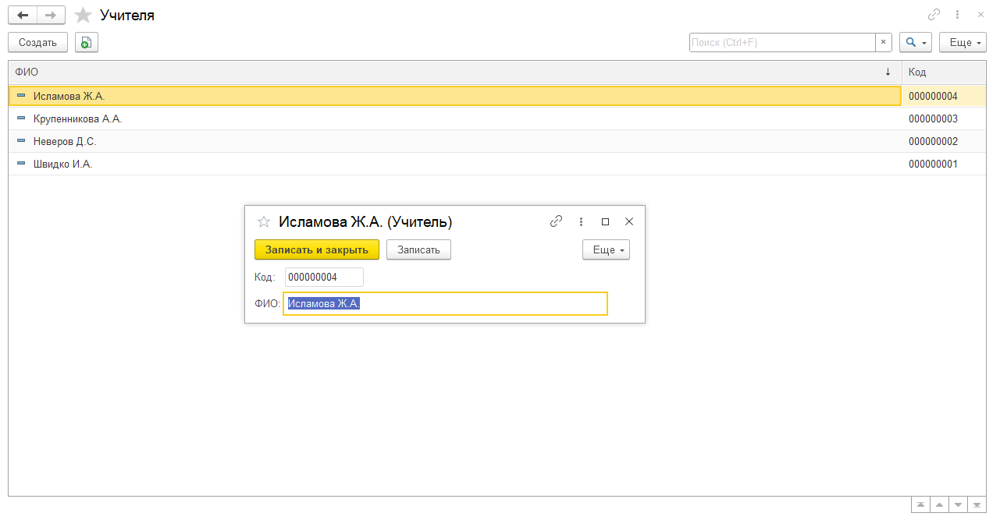 Учителя
Создать
Поиск (Ctrl+F)
Еще
ФИО Код
Исламова Ж.А. 000000004
Крупенникова А.А. 000000003
Неверов Д.С. 000000002
Швидко И.А. 000000001
Исламова Ж.А. (Учитель)
Записать и закрыть Записать Еще
Код: 000000004
ФИО: Исламова Ж.А.